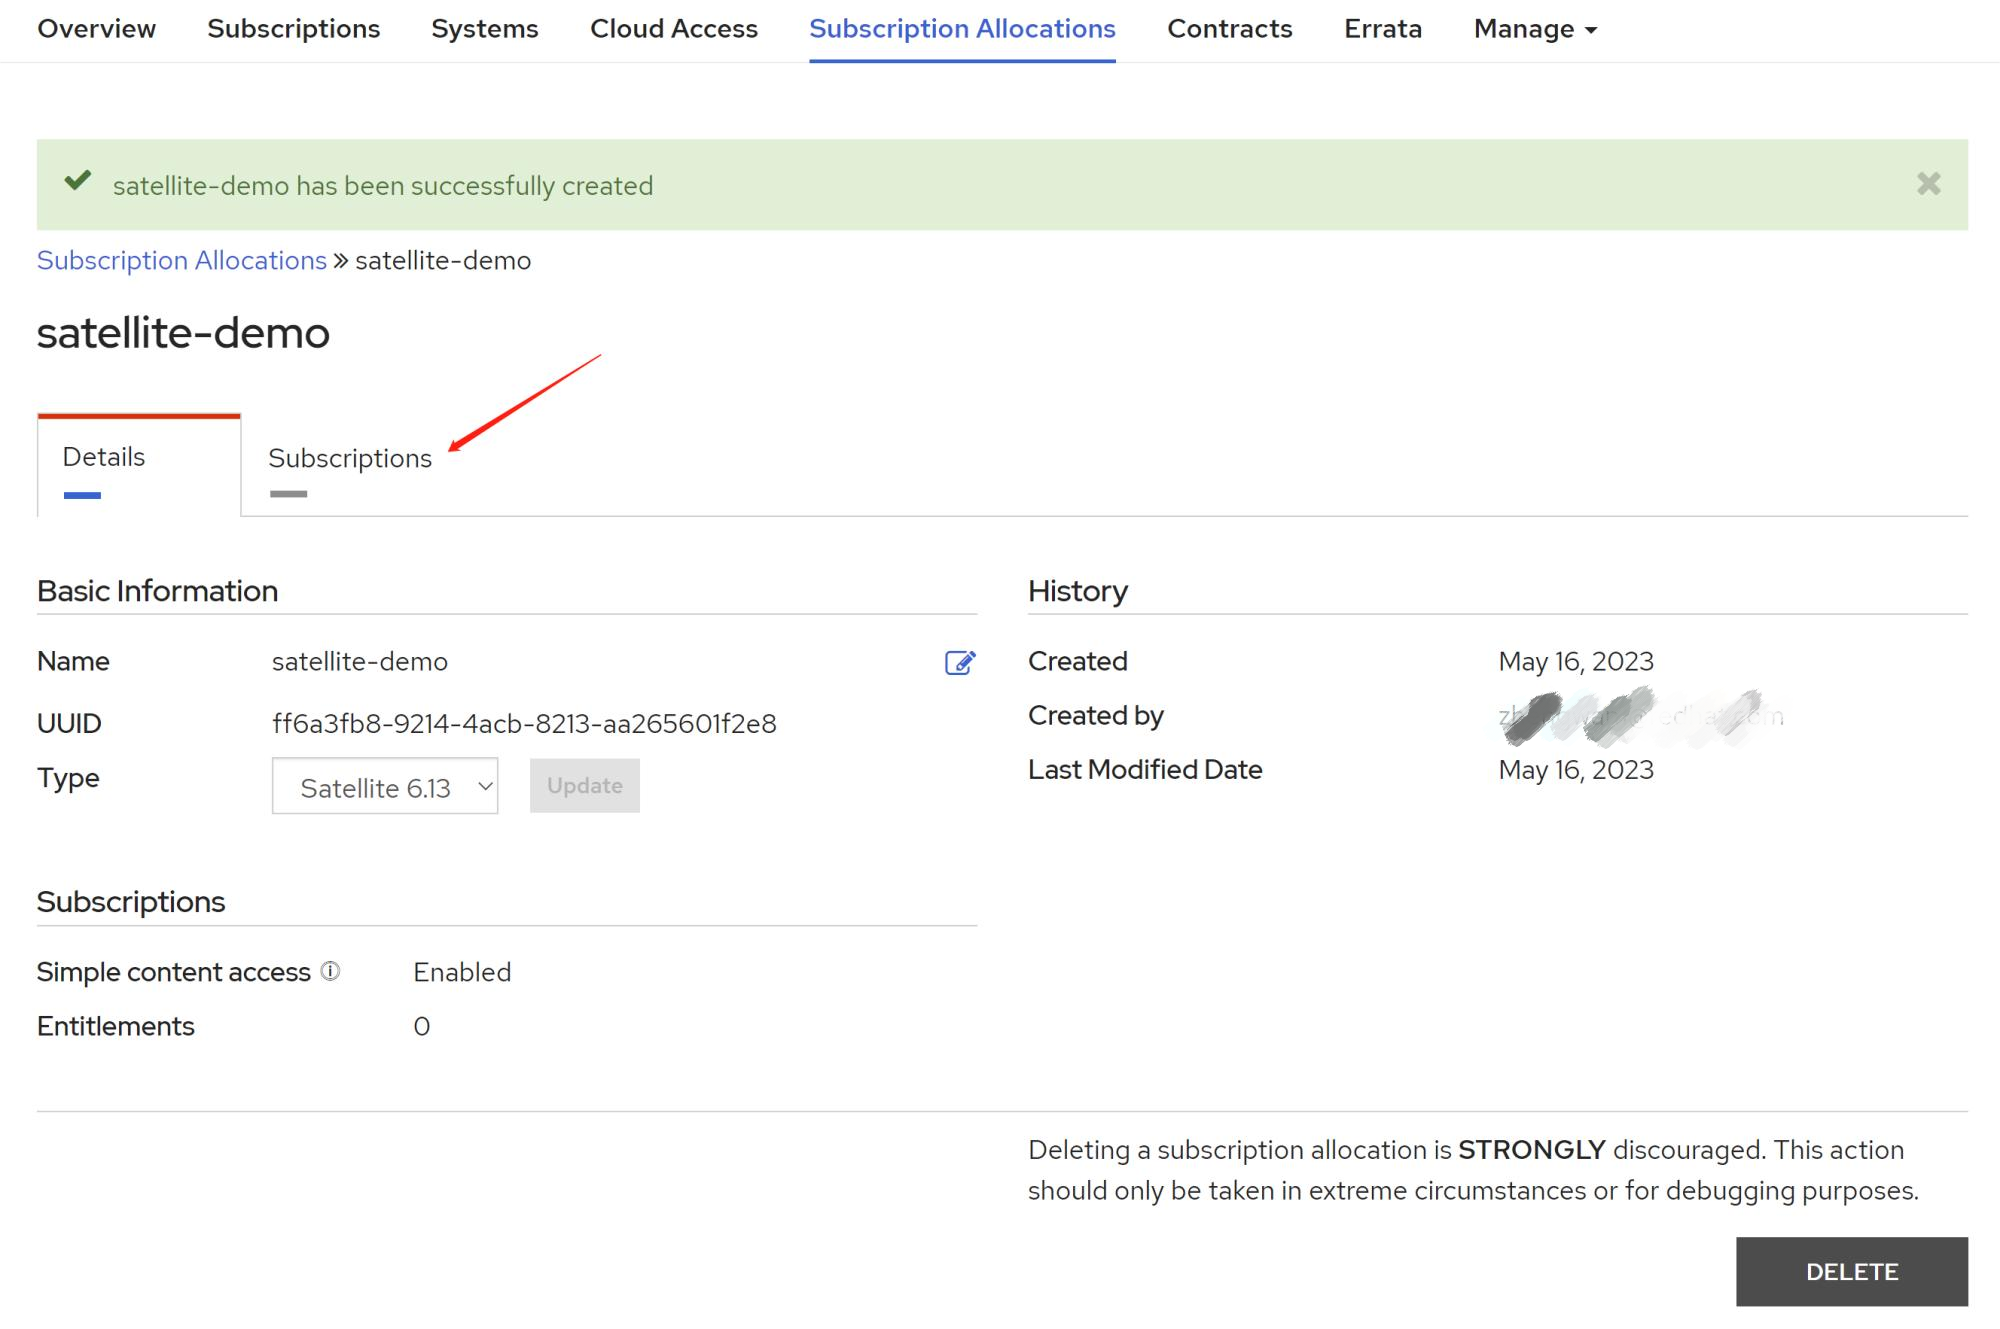 Overview Subscriptions Systems Cloud Access Subscription Allocations Contracts Errata Manage
satellite-demo has been successfully created
Subscription Allocations » satellite-demo
satellite-demo
Details Subscriptions
Basic Information
Name satellite-demo
UUID ff6a3fb8-9214-4acb-8213-aa265601f2e8
Type Satellite 6.13 Update
History
Created May 16, 2023
Created by
Last Modified Date May 16, 2023
Subscriptions
Simple content access Enabled
Entitlements 0
Deleting a subscription allocation is STRONGLY discouraged. This action
should only be taken in extreme circumstances or for debugging purposes.
DELETE